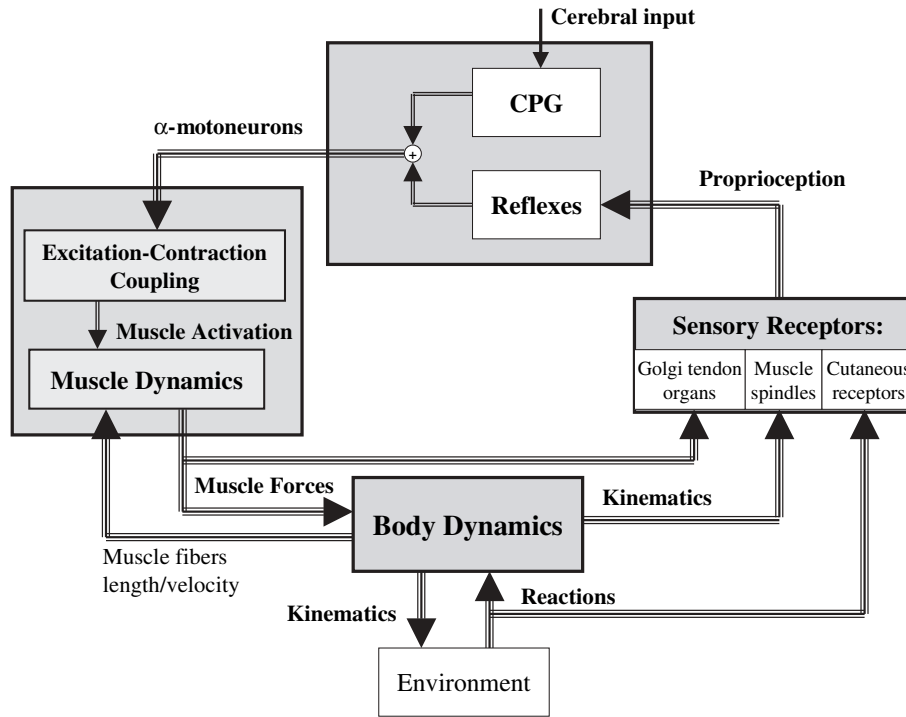 Cerebral input
CPG
α-motoneurons
+
Proprioception
Reflexes
Excitation-Contraction
Coupling
Muscle Activation
Muscle Dynamics
Sensory Receptors:
Golgi tendon
organs
Muscle
spindles
Cutaneous
receptors
Muscle Forces
Body Dynamics
Kinematics
Muscle fibers
length/velocity
Kinematics
Reactions
Environment